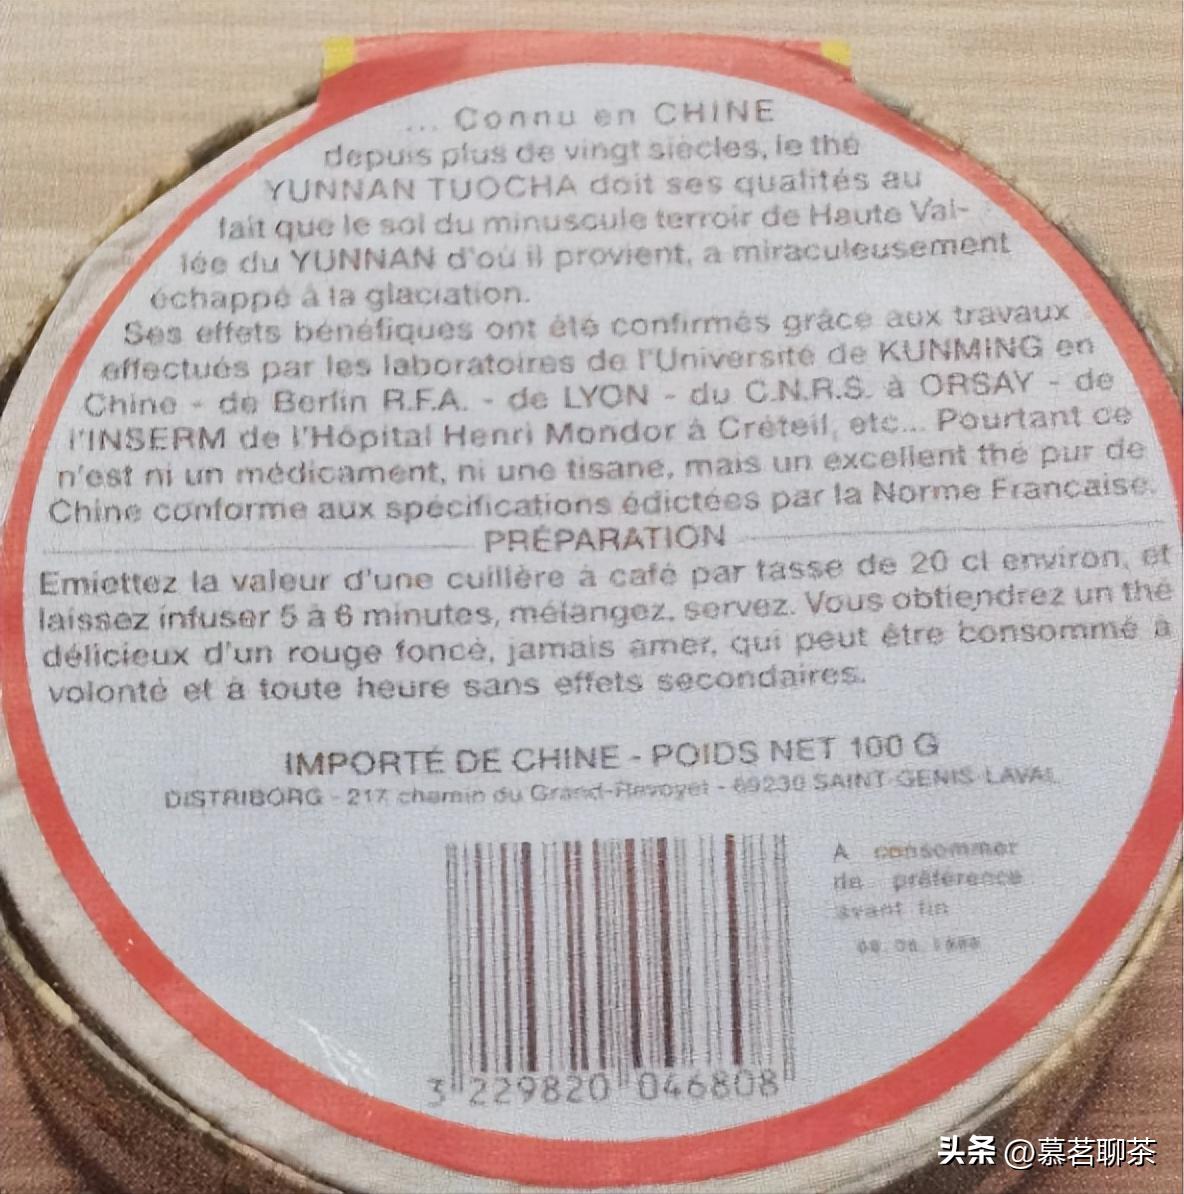 ... Connu en CHINE
depuis plus de vingt siècles, le thé
YUNNAN TUOCHA doit ses qualités au
fait que le sol du minuscule terroir de Haute Val-
lée du YUNNAN d'où il provient, a miraculeusement
échappé à la glaciation.
Ses effets bénéfiques ont été confirmés grâce aux travaux
effectués par les laboratoires de l'Université de KUNMING en
Chine - de Berlin R.F.A. - de LYON - du C.N.R.S. à ORSAY - de
l'INSERM de l'Hôpital Henri Mondor à Créteil, etc... Pourtant ce
n'est ni un médicament, ni une tisane, mais un excellent thé pur de
Chine conforme aux spécifications édictées par la Norme Française.
PRÉPARATION
Emiettez la valeur d'une cuillère à café par tasse de 20 cl environ, et
laissez infuser 5 à 6 minutes, mélangez, servez. Vous obtiendrez un thé
délicieux d'un rouge foncé, jamais amer, qui peut être consommé à
volonté et à toute heure sans effets secondaires.
IMPORTÉ DE CHINE - POIDS NET 100 G
DISTRIBORG - 217 chemin du Grand-Revoyet - 69230 SAINT-GENIS-LAVAL
A consommer
de préférence
avant fin
3 229820 046808
头条 @慕茗聊茶